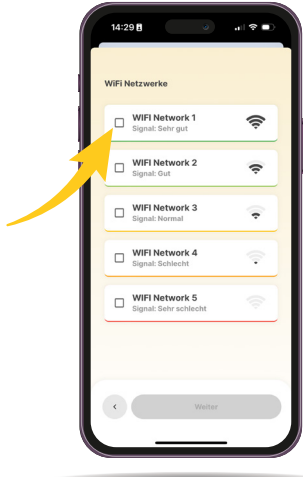 14:29
WiFi Netzwerke
WIFI Network 1
Signal: Sehr gut
WIFI Network 2
Signal: Gut
WIFI Network 3
Signal: Normal
WIFI Network 4
Signal: Schlecht
WIFI Network 5
Signal: Sehr schlecht
Weiter